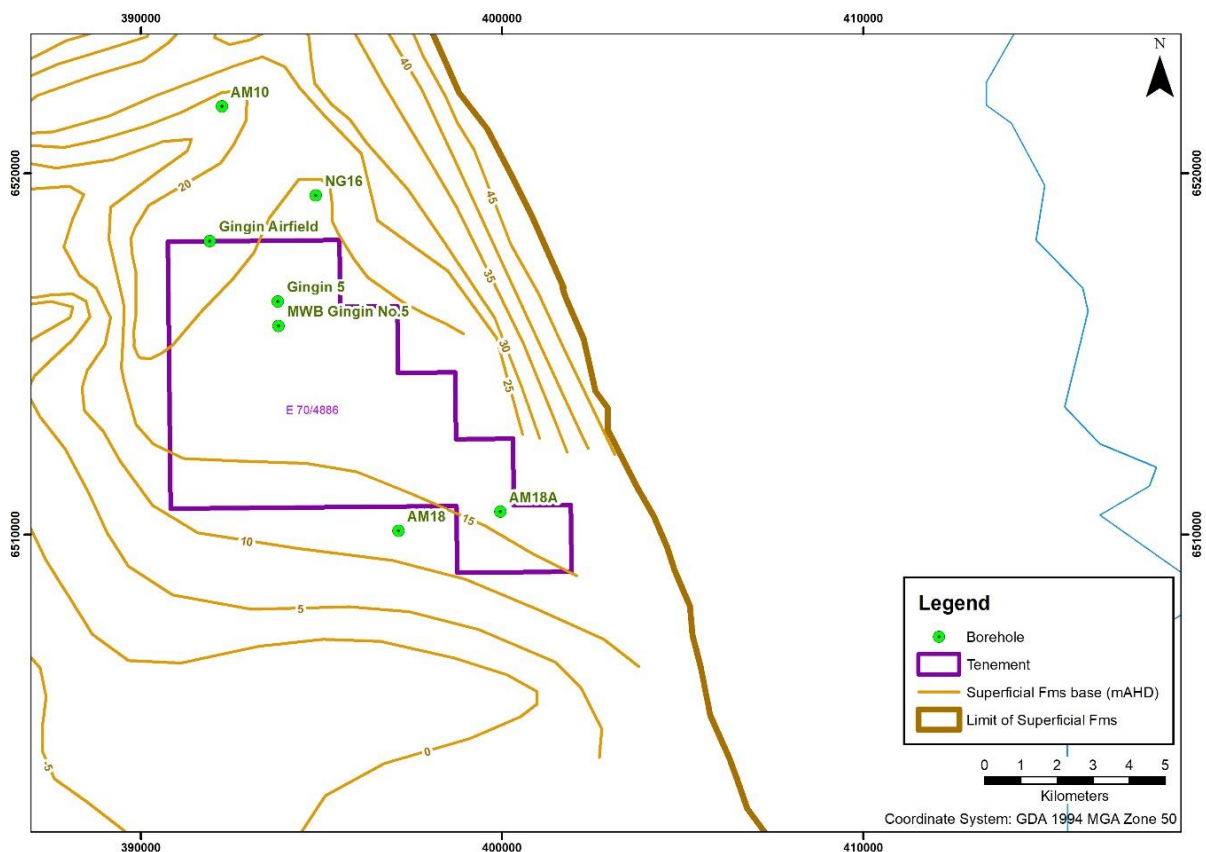 390000
400000
410000
N
40
AM10
6520000
6520000
20
NG16
45
Gingin Airfield
35
Gingin 5
MWB Gingin No.5
30
25
E 70/4886
AM18A
15
AM18
10
6510000
6510000
5
0
-5
Legend
Borehole
Tenement
Superficial Fms base (mAHD)
Limit of Superficial Fms
0 1 2 3 4 5
Kilometers
Coordinate System: GDA 1994 MGA Zone 50
390000
400000
410000